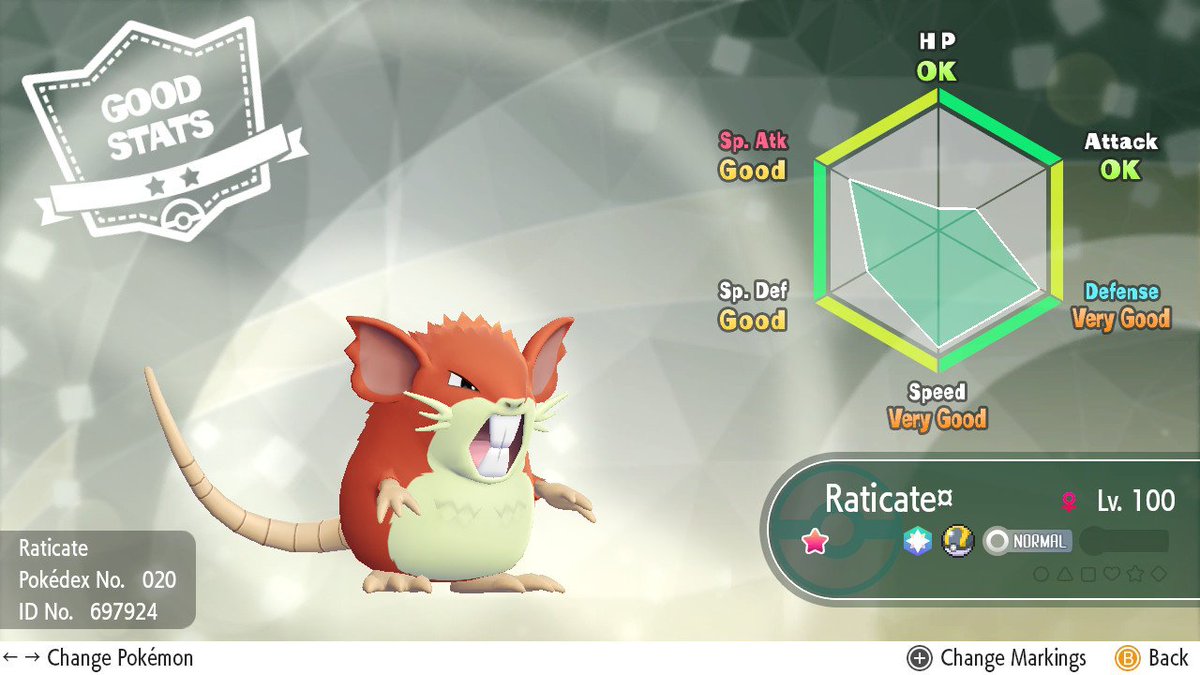 GOOD
STATS
HP
OK
Sp. Atk
Good
Attack
OK
Sp. Def
Good
Defense
Very Good
Speed
Very Good
Raticate¤ ♀ Lv. 100
NORMAL
Raticate
Pokédex No. 020
ID No. 697924
←→ Change Pokémon
+ Change Markings
B Back